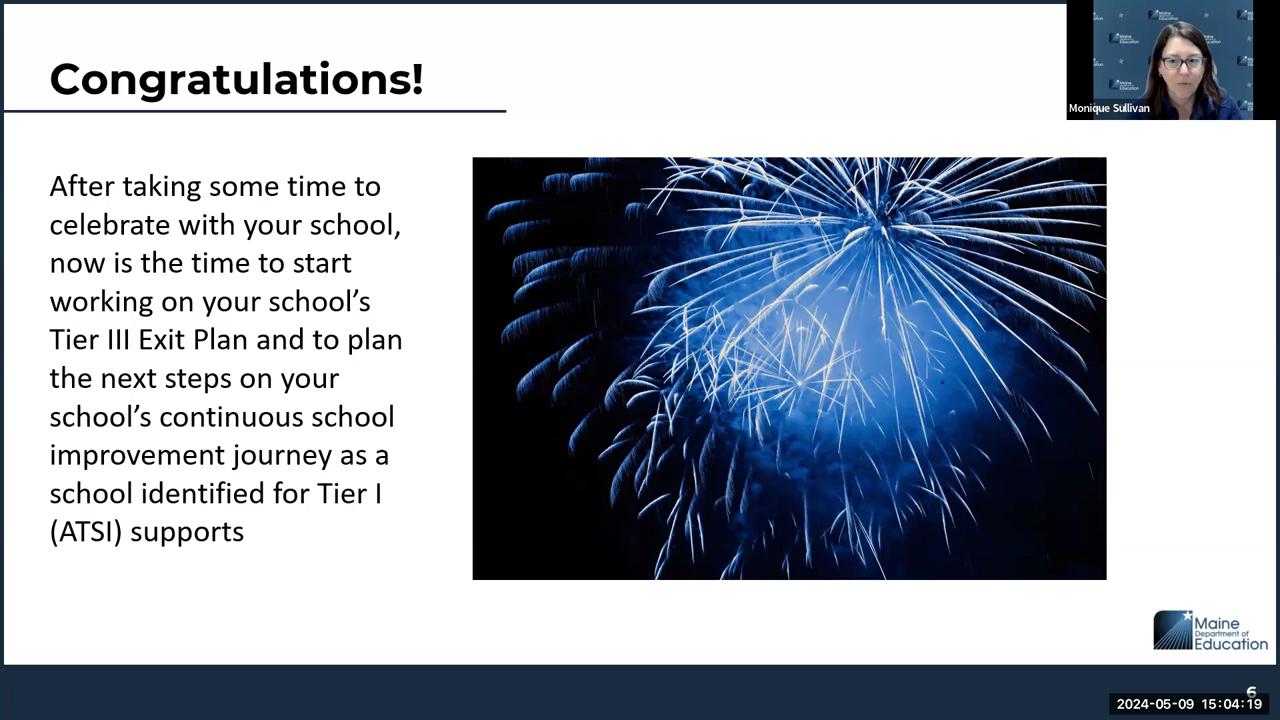 Congratulations!
Monique Sullivan
After taking some time to
celebrate with your school,
now is the time to start
working on your school’s
Tier III Exit Plan and to plan
the next steps on your
school’s continuous school
improvement journey as a
school identified for Tier I
(ATSI) supports
Maine
Department of
Education
6
2024-05-09 15:04:19